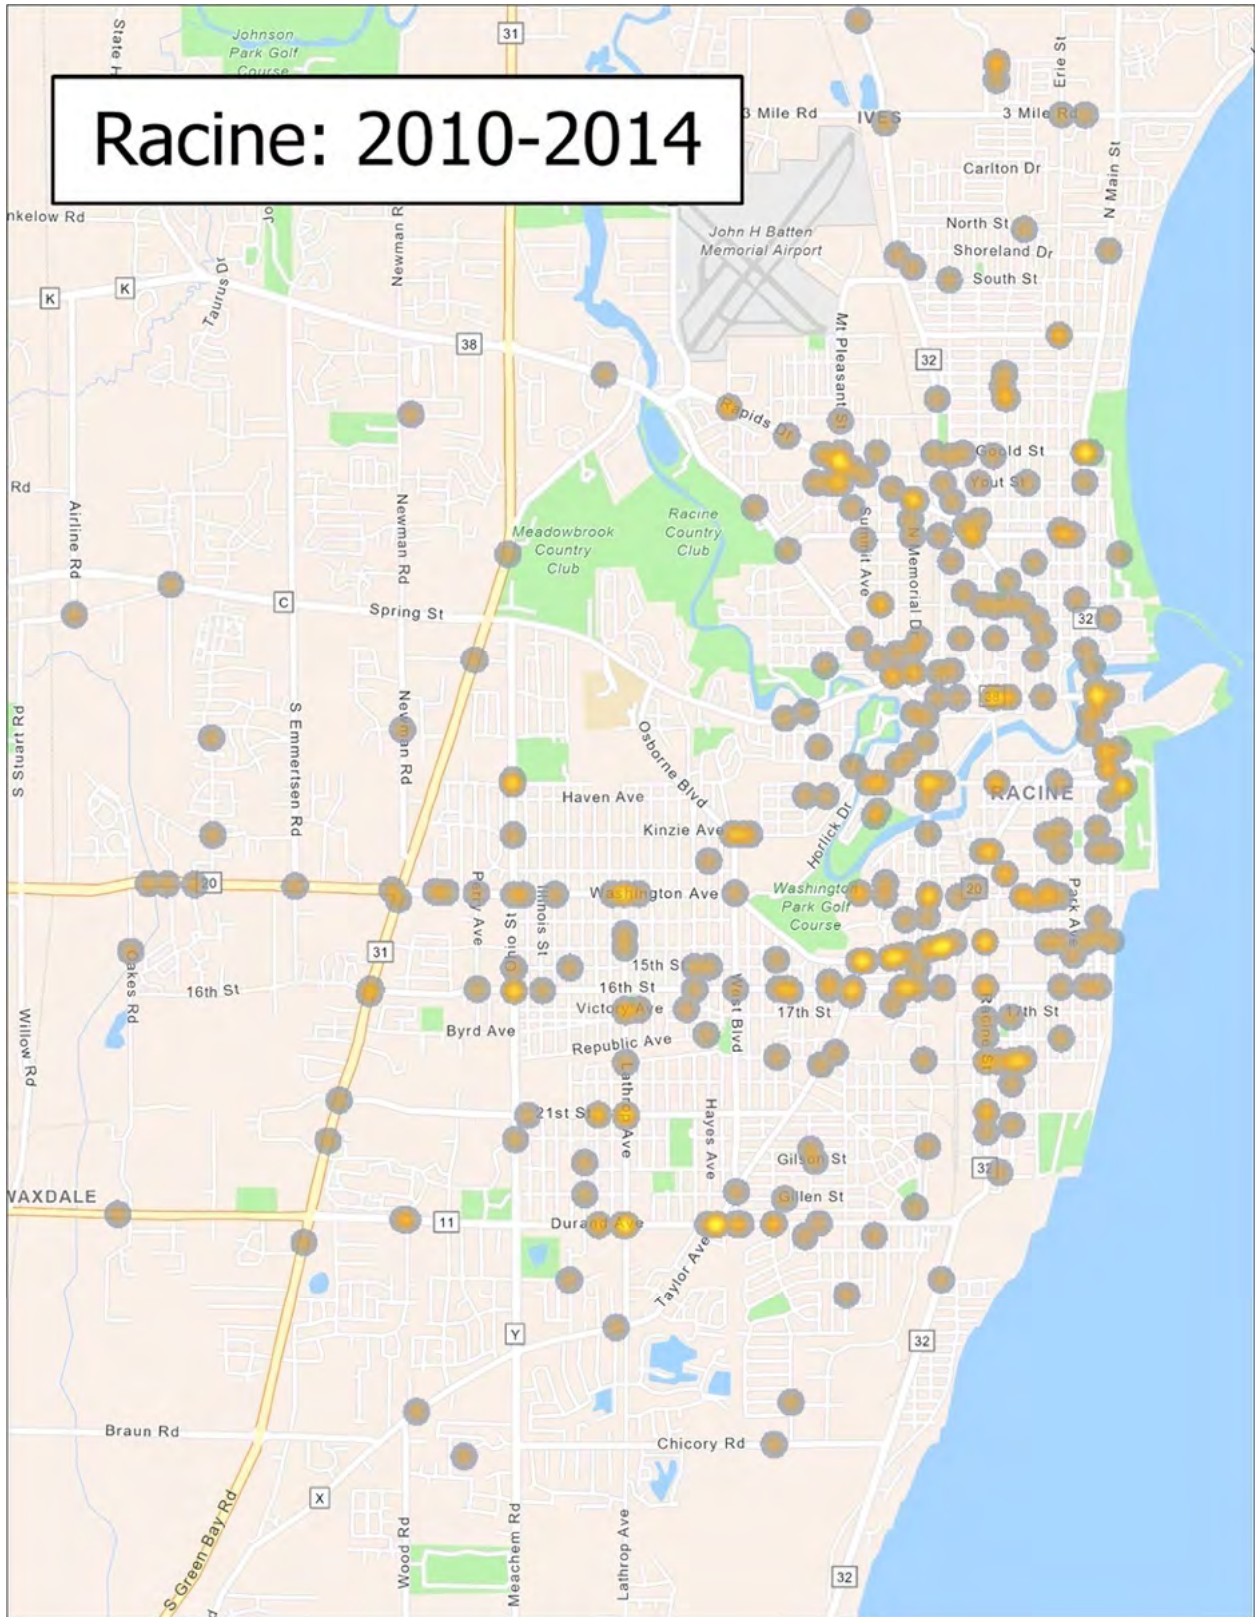 State H
Johnson
Park Golf
Course
31
Erie St
Racine: 2010-2014
3 Mile Rd
IVES
3 Mile Rd
Carlton Dr
N Main St
nkelow Rd
Jo
Newman R
North St
John H Batten
Memorial Airport
Shoreland Dr
South St
K
K
Taurus Dr
38
Mt Pleasant St
32
Rapids Dr
Goold St
Rd
Yout St
Airline Rd
Newman Rd
Meadowbrook
Country
Club
Racine
Country
Club
Summit Ave
N Memorial Dr
C
Spring St
32
S Stuert Rd
S Emmertsen Rd
Newman Rd
Osborne Blvd
38
Haven Ave
RACINE
Kinzie Ave
Horlick Dr
20
Perry Ave
Illinois St
Washington Ave
Washington
Park Golf
Course
20
Park Ave
Ohio St
31
Oakes Rd
16th St
15th S
16th St
West Blvd
Victory Ave
17th St
17th St
Racine St
Willow Rd
Byrd Ave
Republic Ave
Lathrop Ave
21st St
Hayes Ave
Gilson St
32
WAXDALE
Gillen St
11
Durand Ave
Taylor Ave
Y
32
Braun Rd
Chicory Rd
X
S Green Bay Rd
Wood Rd
Meachem Rd
Lathrop Ave
32